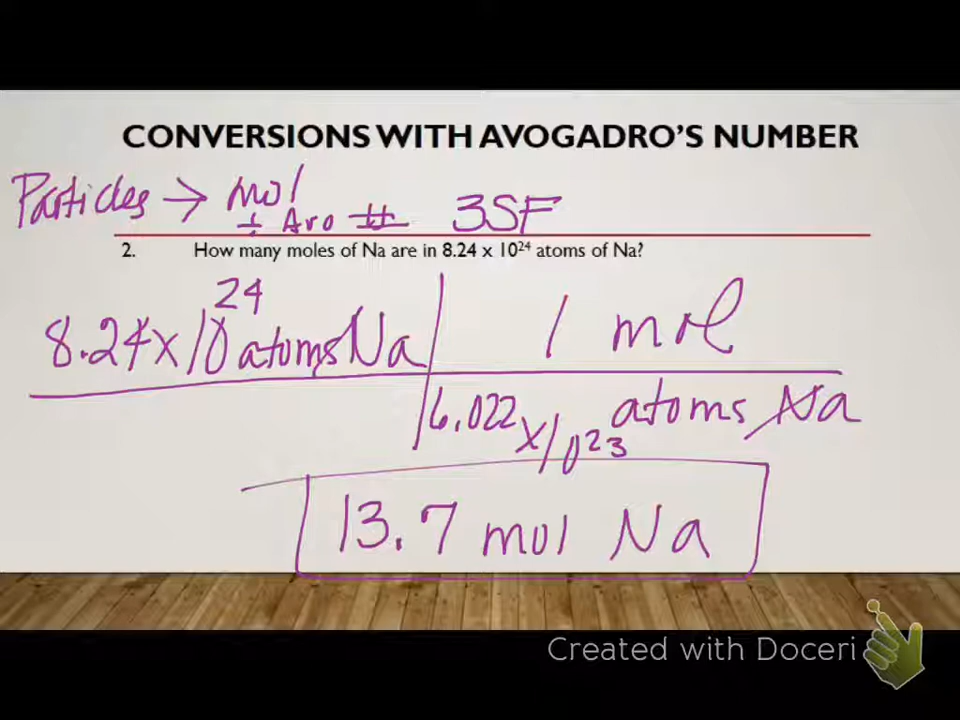 CONVERSIONS WITH AVOGADRO'S NUMBER
Particles → mol
÷ Avo # 3SF
2. How many moles of Na are in 8.24 x 10²⁴ atoms of Na?
8.24 x 10²⁴ atoms Na | 1 mol
6.022 x 10²³ atoms Na
13.7 mol Na
Created with Doceri